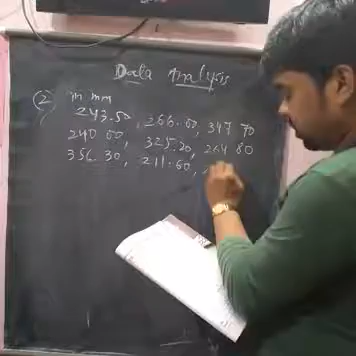 Data Analysis
(2) in mm
243.50, 266.00, 347 70
240 00, 325.20, 264 80
356 30, 211.60,